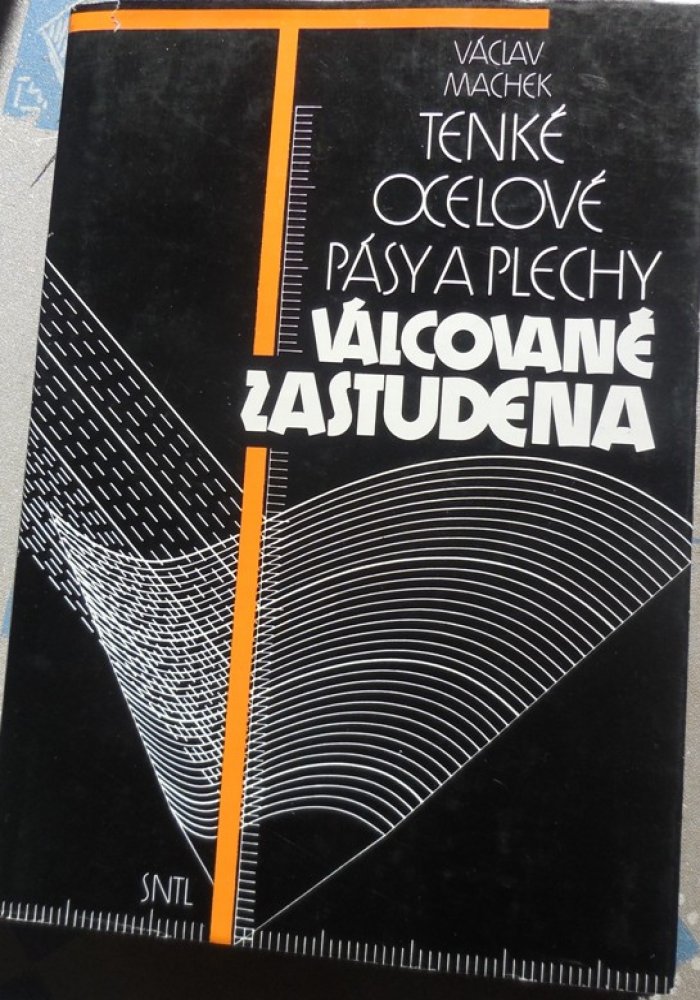 VÁCLAV
MACHEK
TENKÉ
OCELOVÉ
PÁSY A PLECHY
VÁLCOVANÉ
ZASTUDENA
SNTL